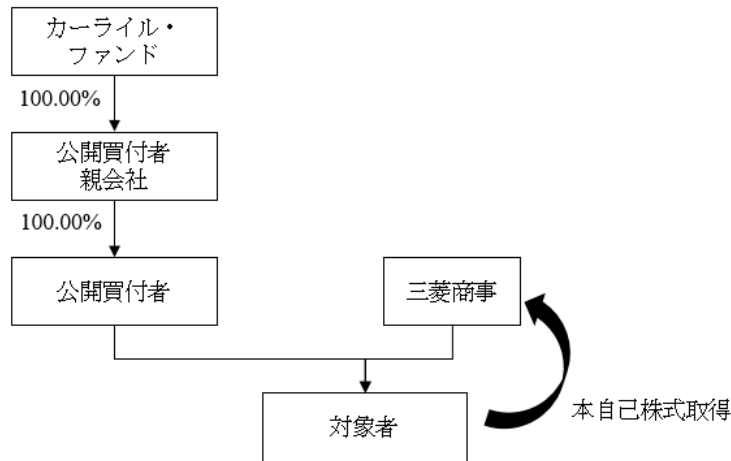 カーライル・
ファンド
100.00%
公開買付者
親会社
100.00%
公開買付者
三菱商事
対象者
本自己株式取得